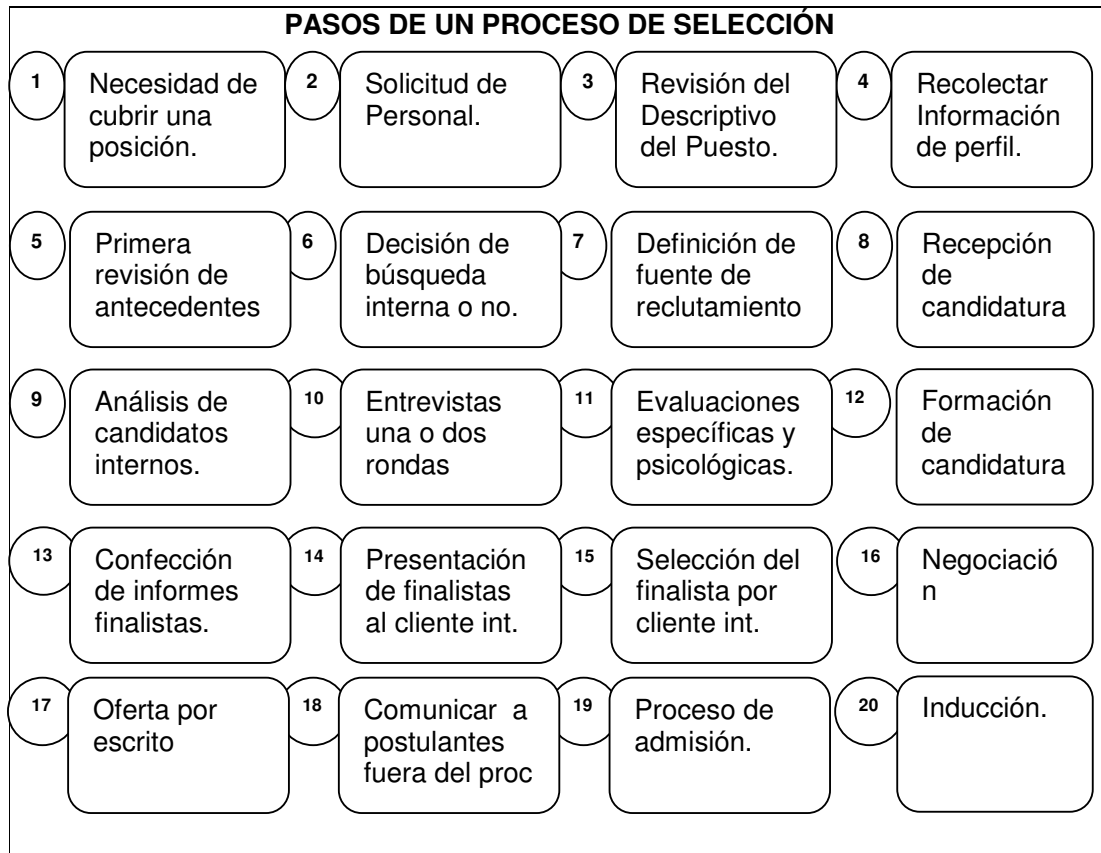 PASOS DE UN PROCESO DE SELECCIÓN
1
Necesidad de
cubrir una
posición.
2
Solicitud de
Personal.
3
Revisión del
Descriptivo
del Puesto.
4
Recolectar
Información
de perfil.
5
Primera
revisión de
antecedentes
6
Decisión de
búsqueda
interna o no.
7
Definición de
fuente de
reclutamiento
8
Recepción
de
candidatura
9
Análisis de
candidatos
internos.
10
Entrevistas
una o dos
rondas
11
Evaluaciones
específicas y
psicológicas.
12
Formación
de
candidatura
13
Confección
de informes
finalistas.
14
Presentación
de finalistas
al cliente int.
15
Selección del
finalista por
cliente int.
16
Negociació
n
17
Oferta por
escrito
18
Comunicar a
postulantes
fuera del proc
19
Proceso de
admisión.
20
Inducción.